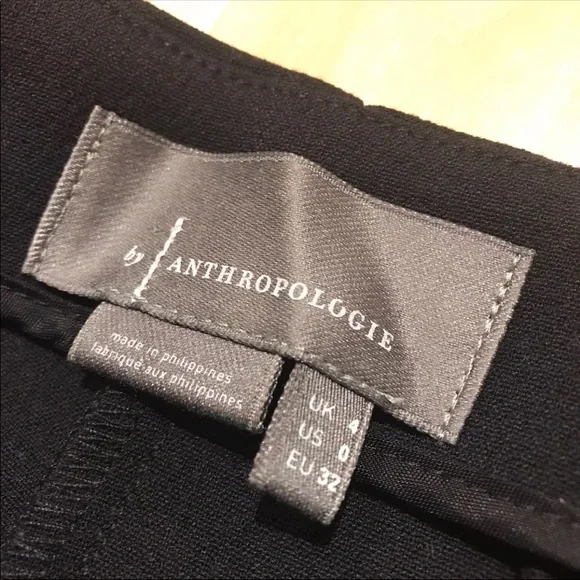 by ANTHROPOLOGIE
made in philippines
fabriqué aux philippines
UK 4
US 0
EU 32